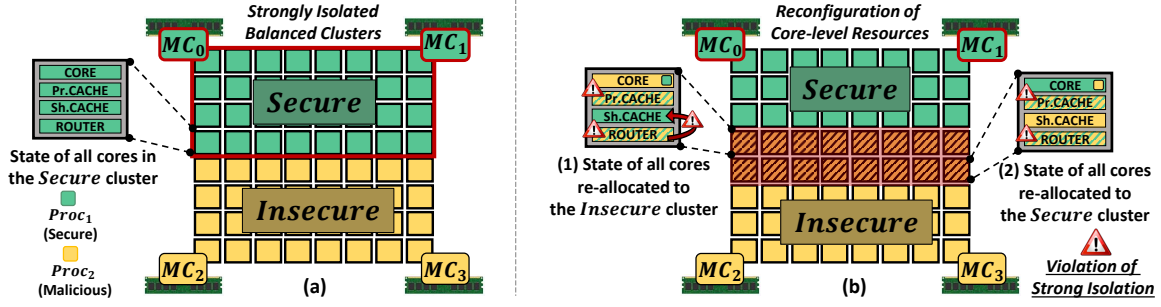 Strongly Isolated
Balanced Clusters
MC0
MC1
CORE
Pr.CACHE
Sh.CACHE
ROUTER
Secure
State of all cores in
the Secure cluster
Proc1
(Secure)
Proc2
(Malicious)
Insecure
MC2
MC3
(a)
Reconfiguration of
Core-level Resources
MC0
MC1
CORE
Pr.CACHE
Sh.CACHE
ROUTER
Secure
CORE
Pr.CACHE
Sh.CACHE
ROUTER
(1) State of all cores
re-allocated to
the Insecure cluster
(2) State of all cores
re-allocated to
the Secure cluster
Insecure
MC2
MC3
(b)
Violation of
Strong Isolation